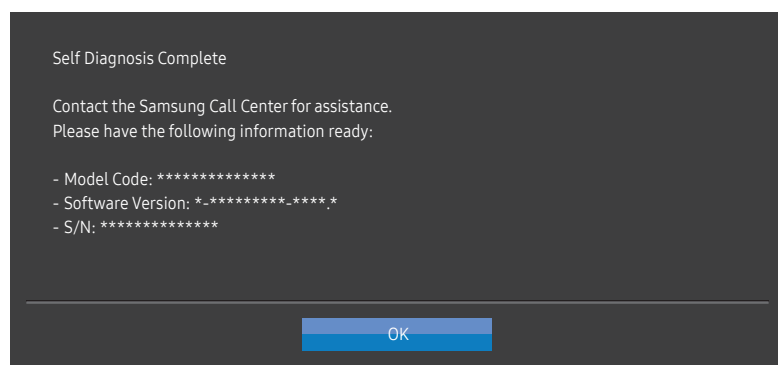 Self Diagnosis Complete
Contact the Samsung Call Center for assistance.
Please have the following information ready:
- Model Code: **************
- Software Version: *-*********-****.*
- S/N: **************
OK